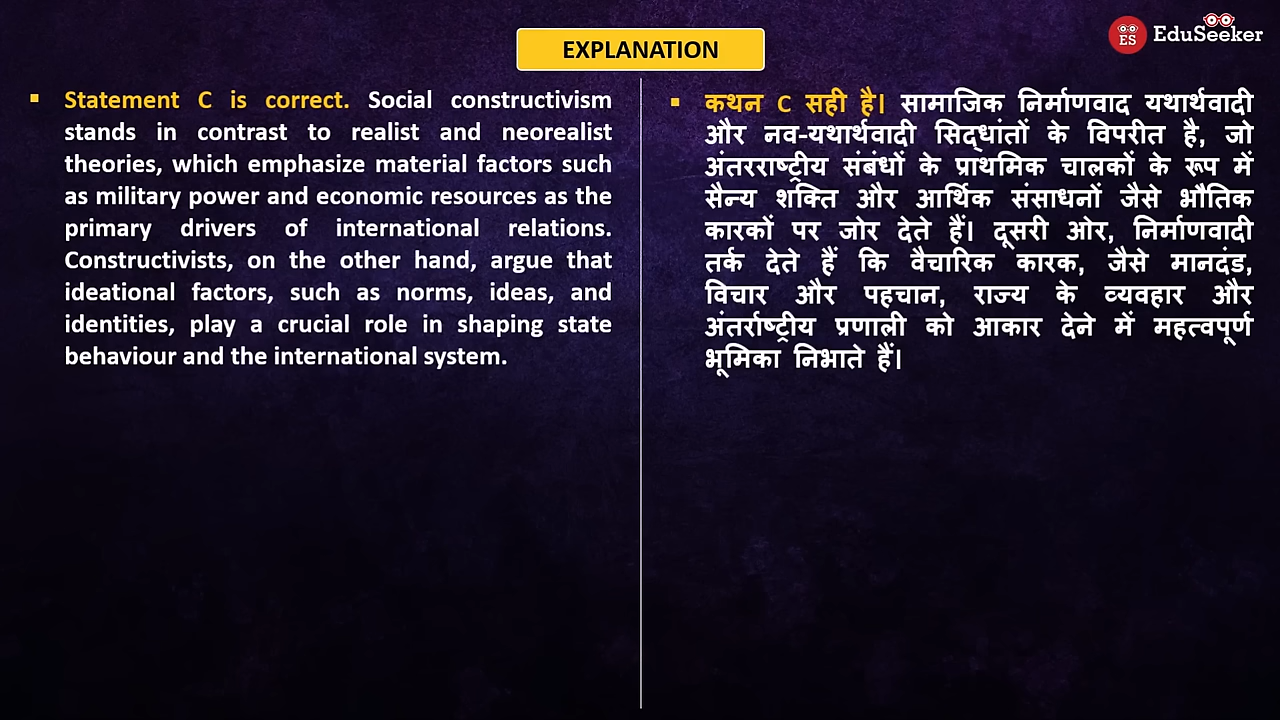 EXPLANATION
ES
EduSeeker
Statement C is correct. Social constructivism
stands in contrast to realist and neorealist
theories, which emphasize material factors such
as military power and economic resources as the
primary drivers of international relations.
Constructivists, on the other hand, argue that
ideational factors, such as norms, ideas, and
identities, play a crucial role in shaping state
behaviour and the international system.
कथन C सही है। सामाजिक निर्माणवाद यथार्थवादी
और नव-यथार्थवादी सिद्धांतों के विपरीत है, जो
अंतरराष्ट्रीय संबंधों के प्राथमिक चालकों के रूप में
सैन्य शक्ति और आर्थिक संसाधनों जैसे भौतिक
कारकों पर जोर देते हैं। दूसरी ओर, निर्माणवादी
तर्क देते हैं कि वैचारिक कारक, जैसे मानदंड,
विचार और पहचान, राज्य के व्यवहार और
अंतर्राष्ट्रीय प्रणाली को आकार देने में महत्वपूर्ण
भूमिका निभाते हैं।